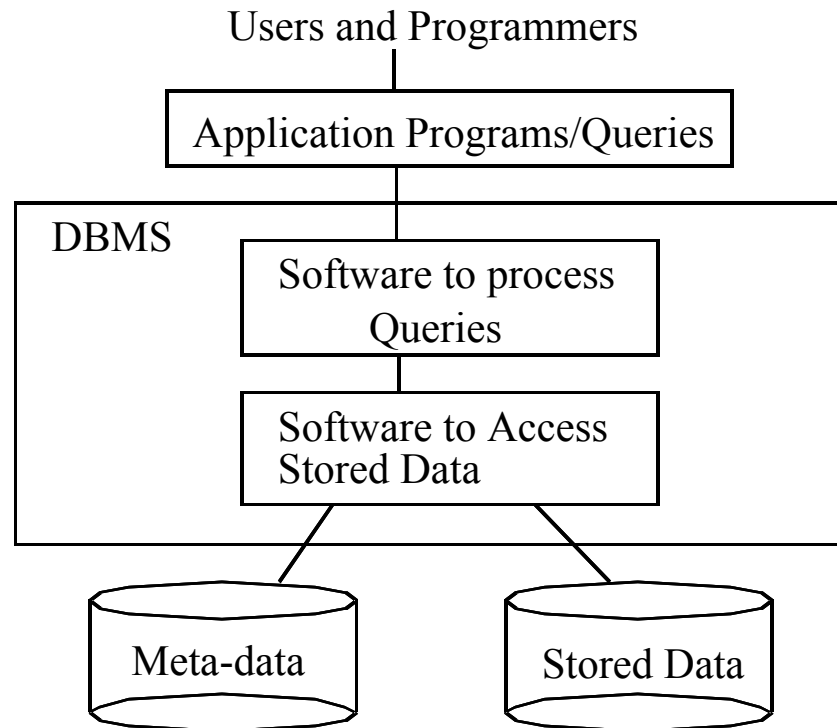 Users and Programmers
Application Programs/Queries
DBMS
Software to process
Queries
Software to Access
Stored Data
Meta-data
Stored Data